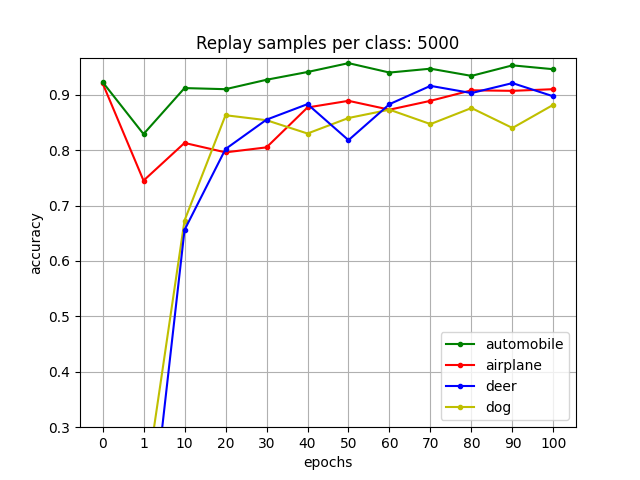 Replay samples per class: 5000
accuracy
0.9
0.8
0.7
0.6
0.5
0.4
0.3
automobile
airplane
deer
dog
0 1 10 20 30 40 50 60 70 80 90 100
epochs